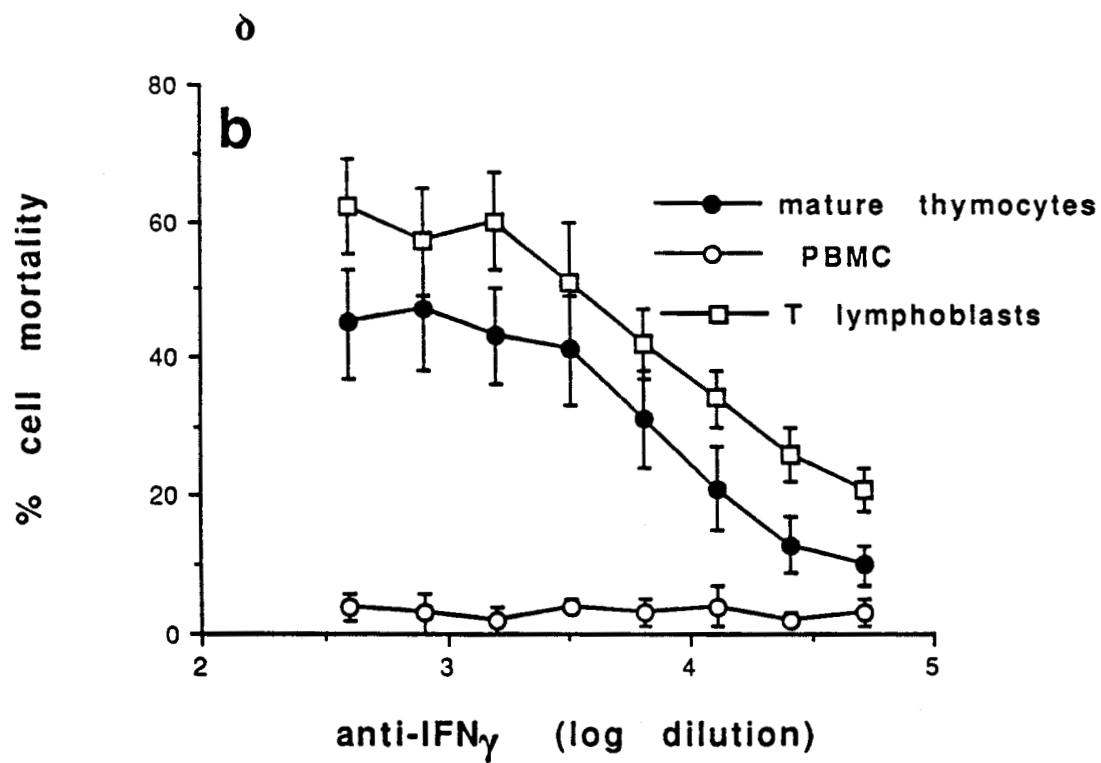 ∂
80
b
60
40
20
0
2 3 4 5
% cell mortality
mature thymocytes
PBMC
T lymphoblasts
anti-IFNγ (log dilution)